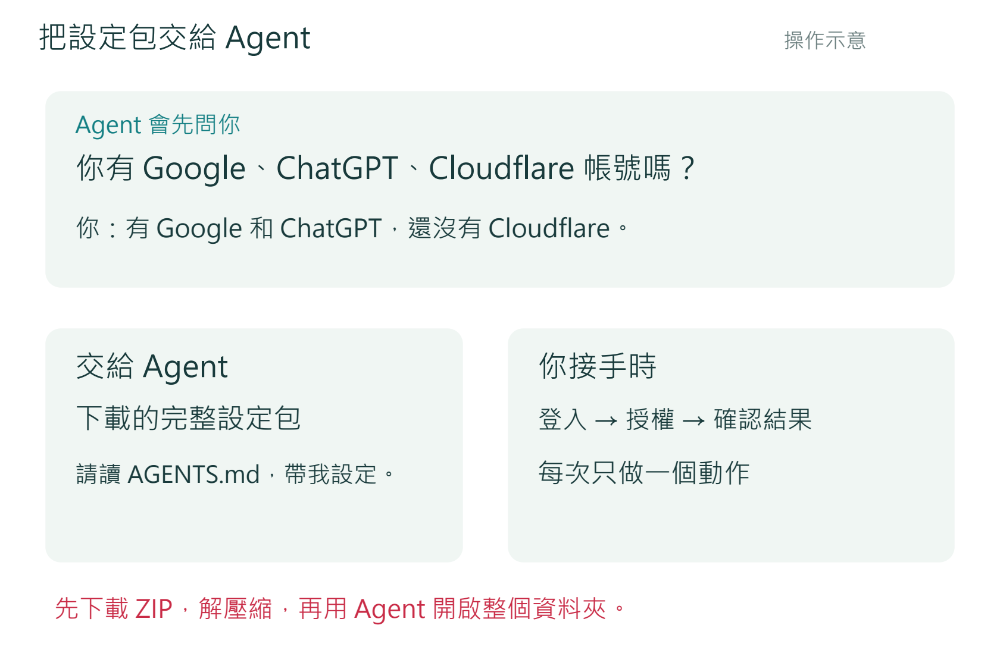 把設定包交給 Agent
操作示意
Agent 會先問你
你有 Google、ChatGPT、Cloudflare 帳號嗎？
你：有 Google 和 ChatGPT，還沒有 Cloudflare。
交給 Agent
下載的完整設定包
請讀 AGENTS.md，帶我設定。
你接手時
登入 → 授權 → 確認結果
每次只做一個動作
先下載 ZIP，解壓縮，再用 Agent 開啟整個資料夾。